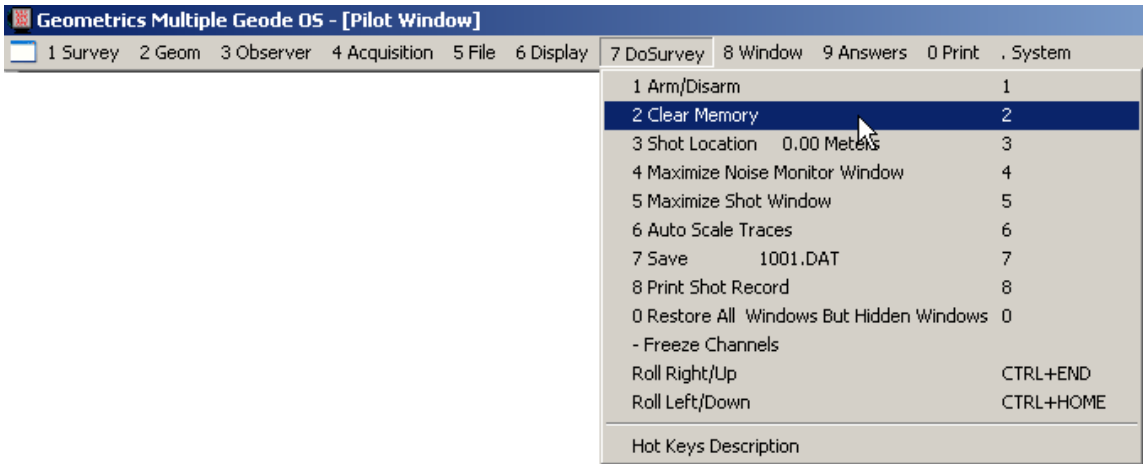 Geometrics Multiple Geode OS - [Pilot Window]
1 Survey 2 Geom 3 Observer 4 Acquisition 5 File 6 Display 7 DoSurvey 8 Window 9 Answers 0 Print . System
1 Arm/Disarm 1
2 Clear Memory 2
3 Shot Location 0.00 Meters 3
4 Maximize Noise Monitor Window 4
5 Maximize Shot Window 5
6 Auto Scale Traces 6
7 Save 1001.DAT 7
8 Print Shot Record 8
0 Restore All Windows But Hidden Windows 0
- Freeze Channels
Roll Right/Up CTRL+END
Roll Left/Down CTRL+HOME
Hot Keys Description